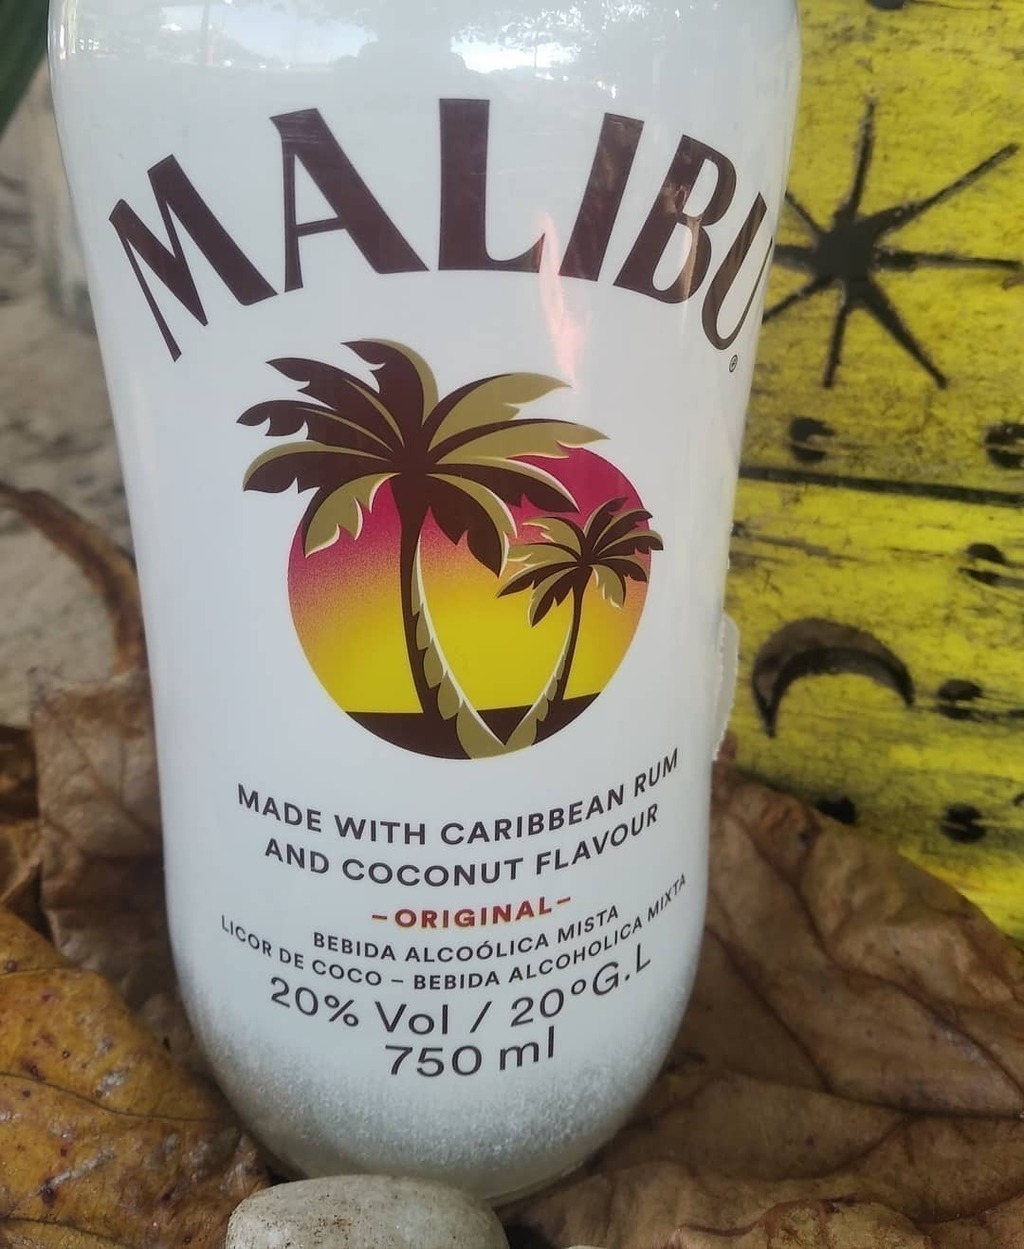 MALIBU®
MADE WITH CARIBBEAN RUM
AND COCONUT FLAVOUR
-ORIGINAL-
BEBIDA ALCOÓLICA MISTA
LICOR DE COCO – BEBIDA ALCOHOLICA MIXTA
20% Vol / 20°G.L
750 ml